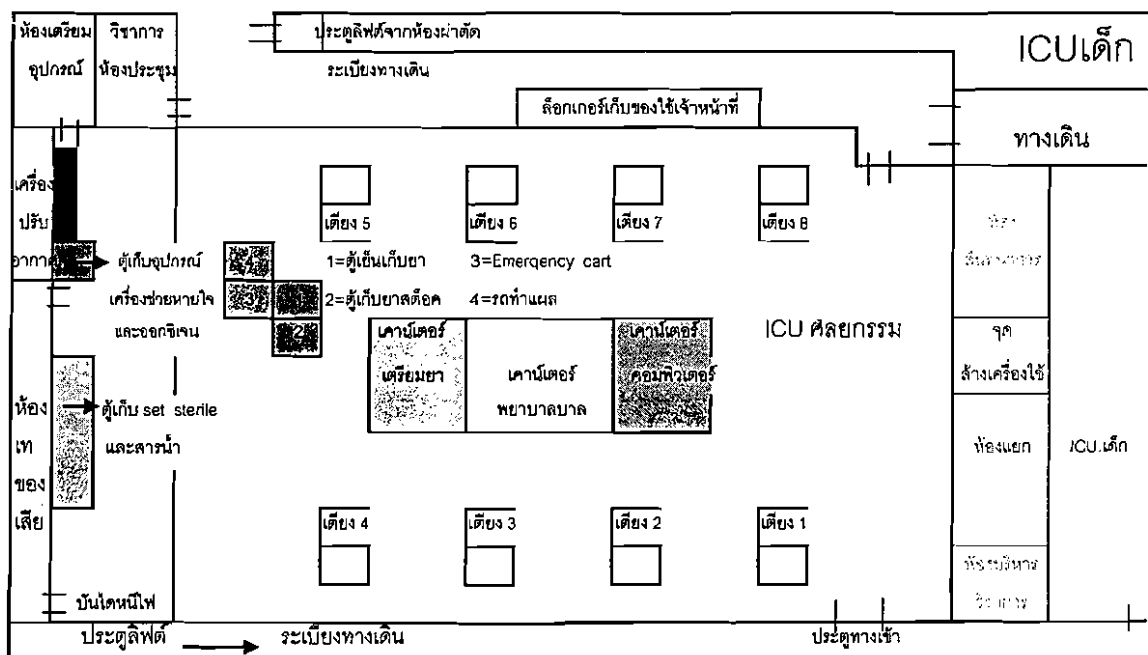 ห้องเตรียม
อุปกรณ์
วิชาการ
ห้องประชุม
ประตูลิฟต์จากห้องผ่าตัด
ระเบียงทางเดิน
ICUเด็ก
ล็อกเกอร์เก็บของใช้เจ้าหน้าที่
ทางเดิน
เครื่อง
ปรับ
อากาศ
เตียง 5
เตียง 6
เตียง 7
เตียง 8
ตู้เก็บอุปกรณ์
เครื่องช่วยหายใจ
และออกซิเจน
4
3
1
2
1=ตู้เย็นเก็บยา
3=Emergency cart
2=ตู้เก็บยาสต๊อค
4=รถทำแผล
เคาน์เตอร์
เตรียมยา
เคาน์เตอร์
พยาบาลบาล
เคาน์เตอร์
คอมพิวเตอร์
ICU ศัลยกรรม
จุด
ล้างเครื่องใช้
ห้อง
เท
ของ
เสีย
ตู้เก็บ set sterile
และสารน้ำ
ห้องแยก
ICU.เด็ก
เตียง 4
เตียง 3
เตียง 2
เตียง 1
ห้องบริหาร
วิชาการ
บันไดหนีไฟ
ประตูลิฟต์
ระเบียงทางเดิน
ประตูทางเข้า